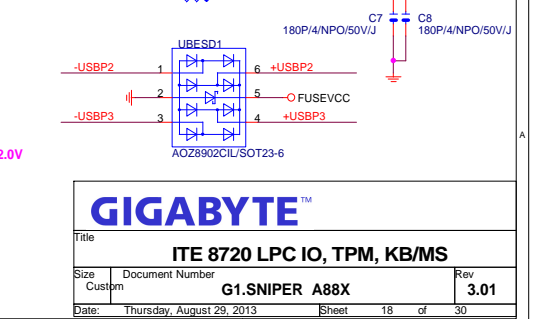 C7
C8
180P/4/NPO/50V/J
180P/4/NPO/50V/J
UBESD1
-USBP2
1
6
+USBP2
2
5
FUSEVCC
-USBP3
3
4
+USBP3
AOZ8902CIL/SOT23-6
2.0V
A
GIGABYTE™
Title
ITE 8720 LPC IO, TPM, KB/MS
Size
Document Number
Rev
Custom
G1.SNIPER A88X
3.01
Date:
Thursday, August 29, 2013
Sheet
18
of
30